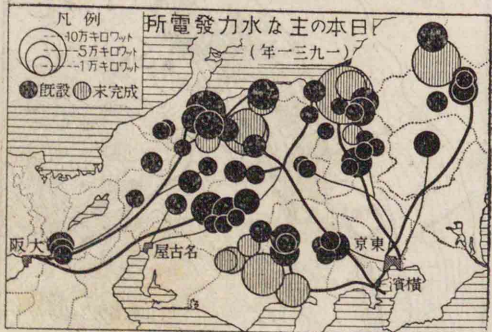 日本の主な水力發電所
(一九三一年)
凡例
10万キロワット
5万キロワット
1万キロワット
既設
未完成
大阪
名古屋
東京
横濱